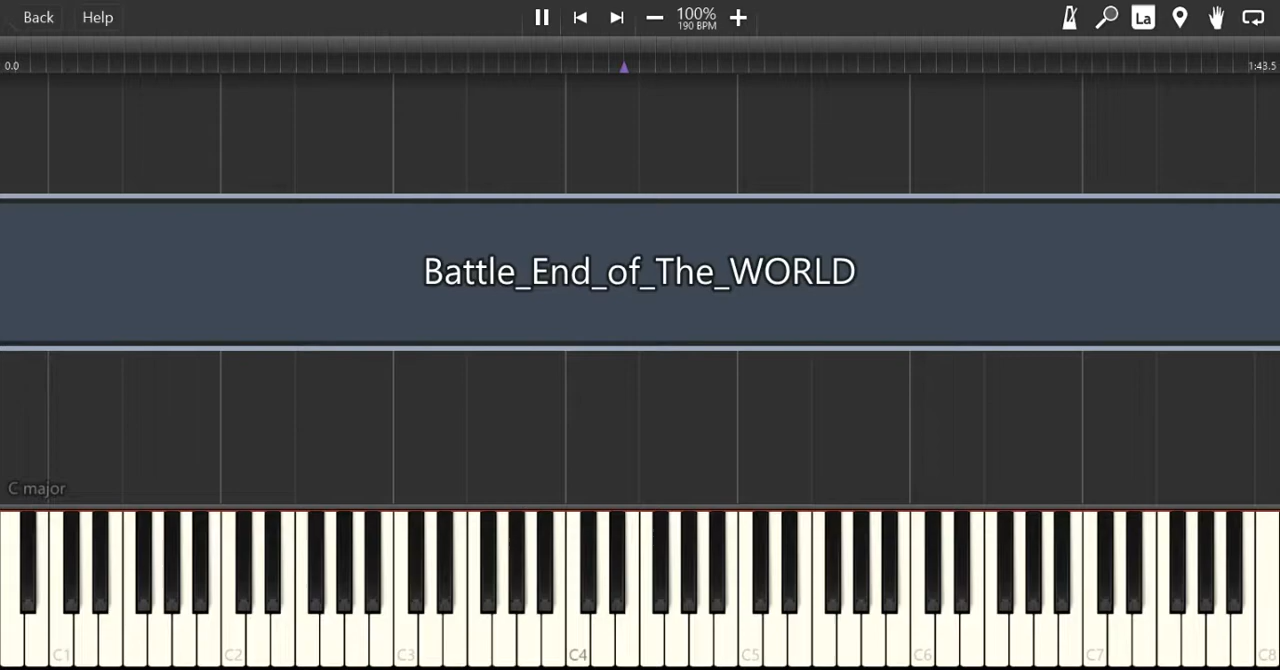 Back Help 100% La
190 BPM
0.0 1:43.5
Battle_End_of_The_WORLD
C major
C1 C2 C3 C4 C5 C6 C7 C8